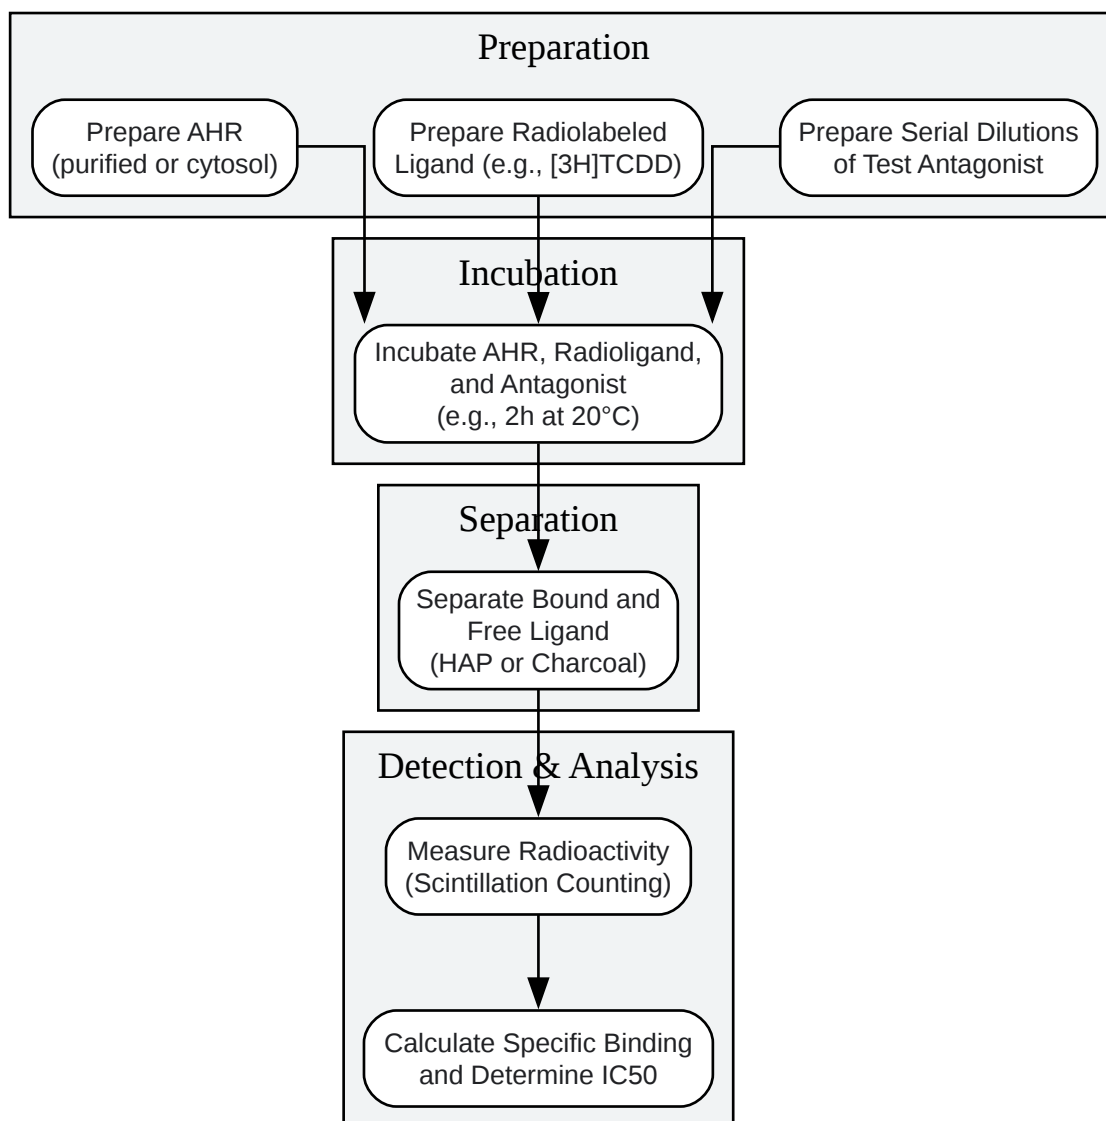 Preparation
Prepare AHR
(purified or cytosol)
Prepare Radiolabeled
Ligand (e.g., [3H]TCDD)
Prepare Serial Dilutions
of Test Antagonist
Incubation
Incubate AHR, Radioligand,
and Antagonist
(e.g., 2h at 20°C)
Separation
Separate Bound and
Free Ligand
(HAP or Charcoal)
Detection & Analysis
Measure Radioactivity
(Scintillation Counting)
Calculate Specific Binding
and Determine IC50